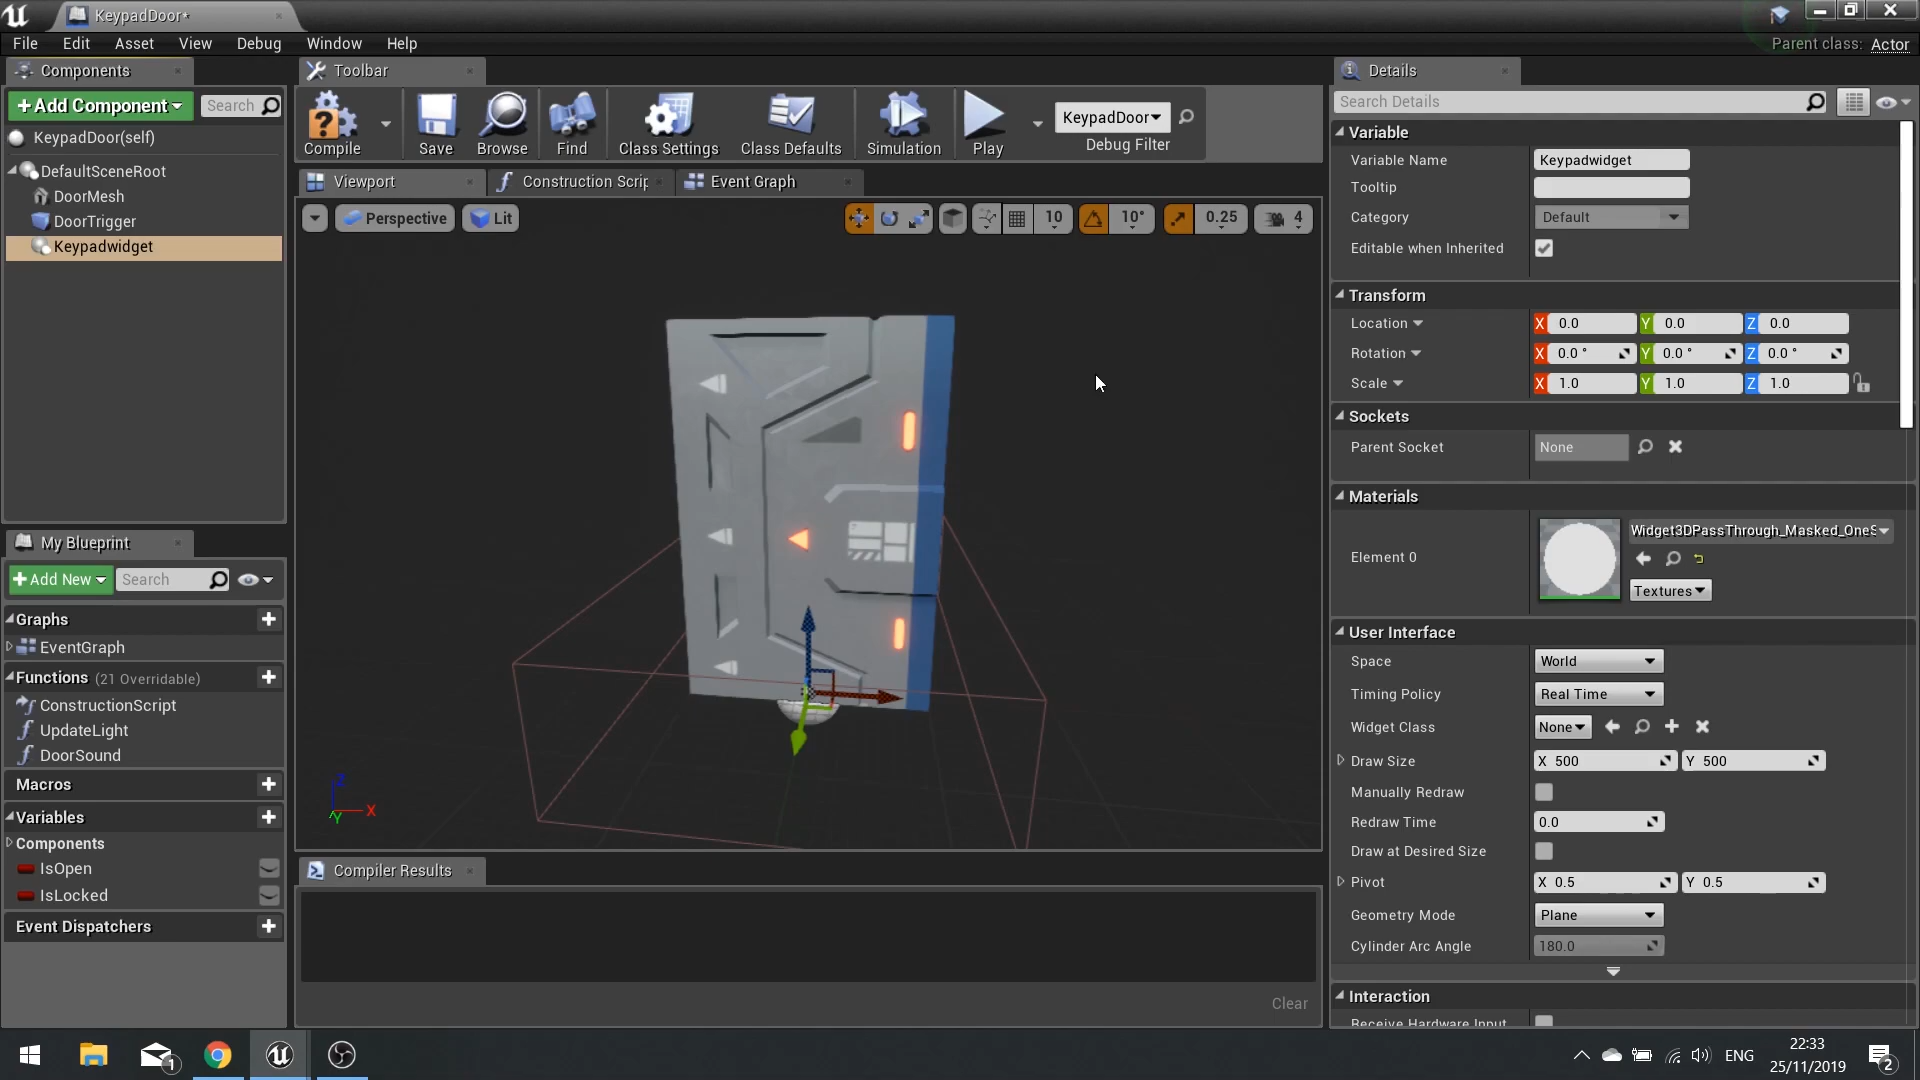 KeypadDoor*
File Edit Asset View Debug Window Help
Parent class: Actor
Components
+Add Component
Search
KeypadDoor(self)
DefaultSceneRoot
DoorMesh
DoorTrigger
Keypadwidget
Toolbar
Compile
Save
Browse
Find
Class Settings
Class Defaults
Simulation
Play
KeypadDoor
Debug Filter
Viewport
Construction Scrip
Event Graph
Perspective
Lit
10
10°
0.25
4
Z
X
Y
My Blueprint
+Add New
Search
Graphs
EventGraph
Functions (21 Overridable)
ConstructionScript
UpdateLight
DoorSound
Macros
Variables
Components
IsOpen
IsLocked
Event Dispatchers
Compiler Results
Clear
Details
Search Details
Variable
Variable Name Keypadwidget
Tooltip
Category Default
Editable when Inherited
Transform
Location X 0.0 Y 0.0 Z 0.0
Rotation X 0.0 ° Y 0.0 ° Z 0.0 °
Scale X 1.0 Y 1.0 Z 1.0
Sockets
Parent Socket None
Materials
Element 0
Widget3DPassThrough_Masked_OneS
Textures
User Interface
Space World
Timing Policy Real Time
Widget Class None
Draw Size X 500 Y 500
Manually Redraw
Redraw Time 0.0
Draw at Desired Size
Pivot X 0.5 Y 0.5
Geometry Mode Plane
Cylinder Arc Angle 180.0
Interaction
Receive Hardware Input
1
ENG
22:33
25/11/2019
2